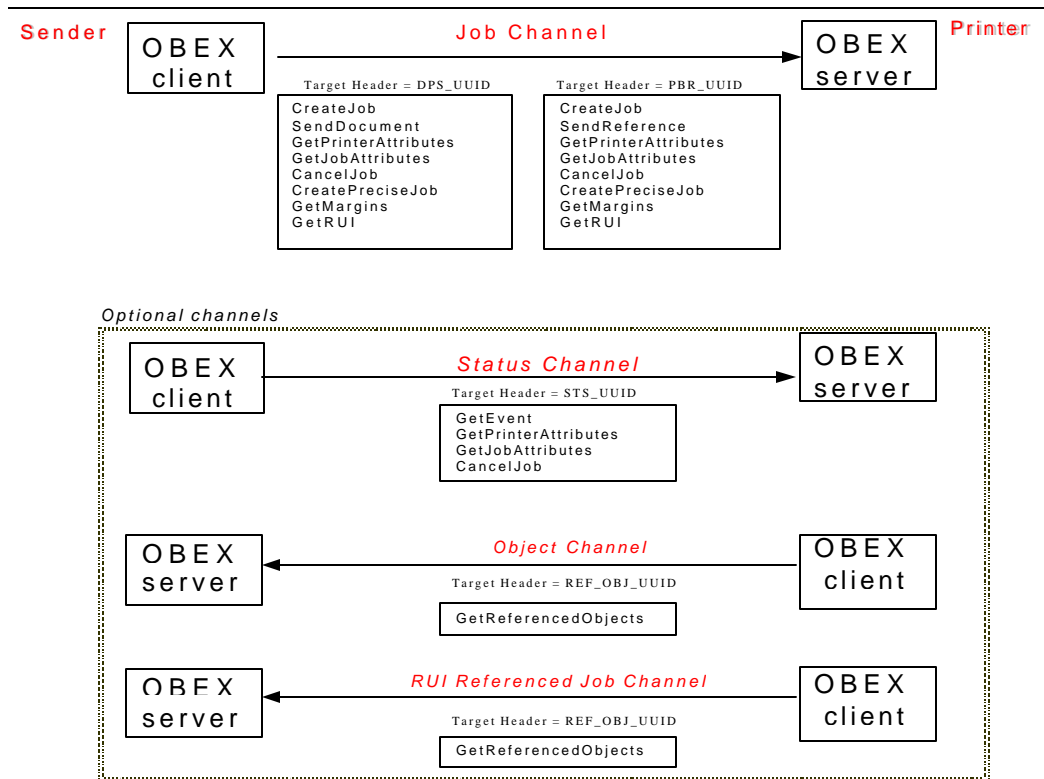 Sender
OBEX
client
Job Channel
OBEX
server
Printer
Target Header = DPS_UUID
CreateJob
SendDocument
GetPrinterAttributes
GetJobAttributes
CancelJob
CreatePreciseJob
GetMargins
GetRUI
Target Header = PBR_UUID
CreateJob
SendReference
GetPrinterAttributes
GetJobAttributes
CancelJob
CreatePreciseJob
GetMargins
GetRUI
Optional channels
OBEX
client
Status Channel
OBEX
server
Target Header = STS_UUID
GetEvent
GetPrinterAttributes
GetJobAttributes
CancelJob
OBEX
server
Object Channel
OBEX
client
Target Header = REF_OBJ_UUID
GetReferencedObjects
OBEX
server
RUI Referenced Job Channel
OBEX
client
Target Header = REF_OBJ_UUID
GetReferencedObjects